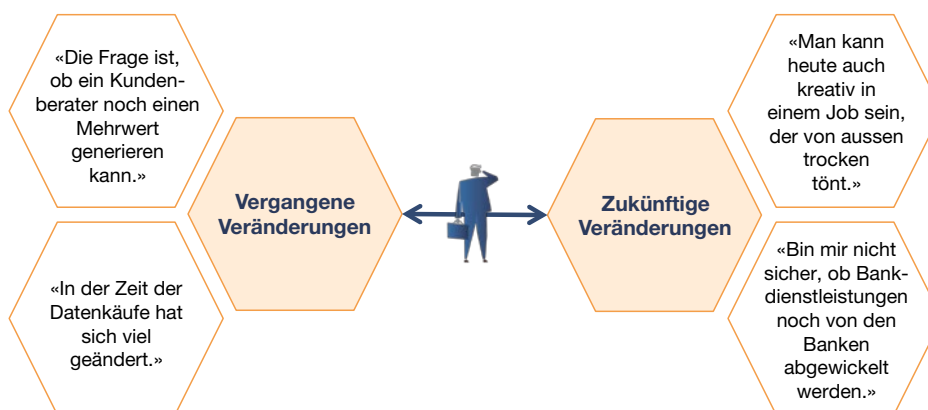 «Die Frage ist,
ob ein Kunden-
berater noch einen
Mehrwert
generieren
kann.»
«In der Zeit der
Datenkäufe hat
sich viel
geändert.»
Vergangene
Veränderungen
Zukünftige
Veränderungen
«Man kann
heute auch
kreativ in
einem Job sein,
der von aussen
trocken
tönt.»
«Bin mir nicht
sicher, ob Bank-
dienstleistungen
noch von den
Banken
abgewickelt
werden.»